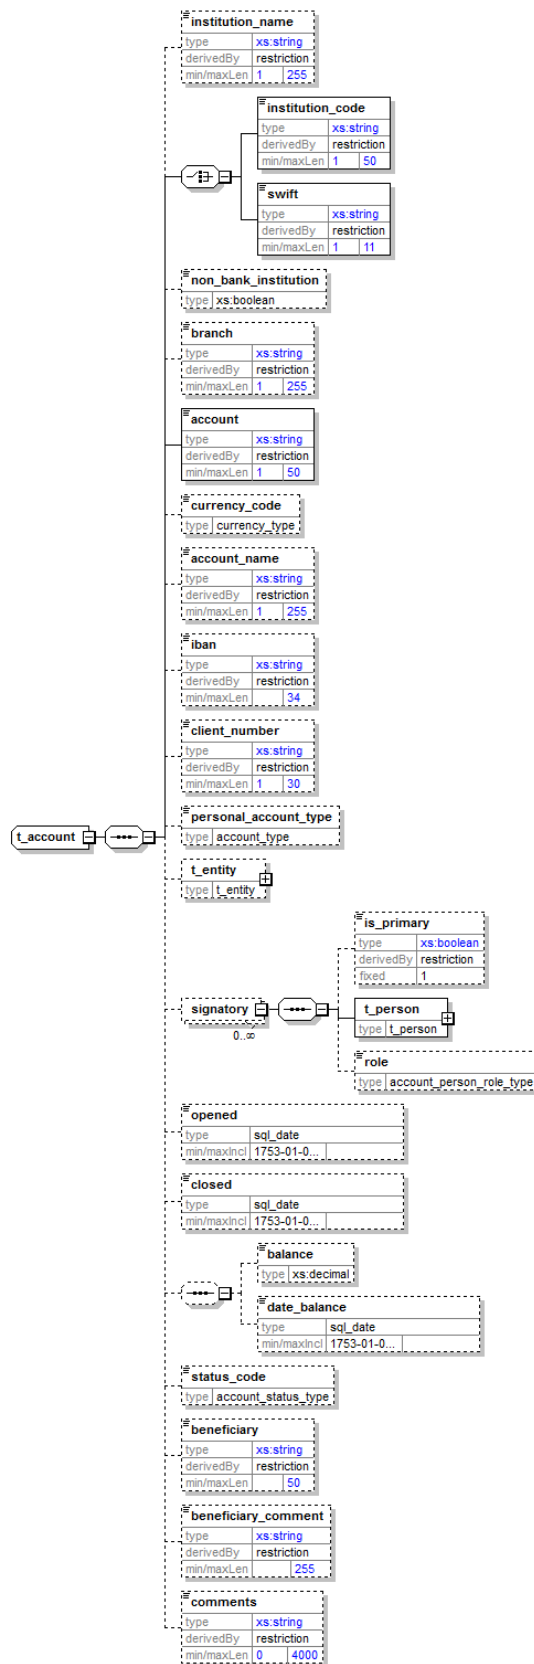 institution_name
type xs:string
derivedBy restriction
min/maxLen 1 255
institution_code
type xs:string
derivedBy restriction
min/maxLen 1 50
swift
type xs:string
derivedBy restriction
min/maxLen 1 11
non_bank_institution
type xs:boolean
branch
type xs:string
derivedBy restriction
min/maxLen 1 255
account
type xs:string
derivedBy restriction
min/maxLen 1 50
currency_code
type currency_type
account_name
type xs:string
derivedBy restriction
min/maxLen 1 255
iban
type xs:string
derivedBy restriction
min/maxLen 34
client_number
type xs:string
derivedBy restriction
min/maxLen 1 30
personal_account_type
type account_type
t_account
t_entity
type t_entity
is_primary
type xs:boolean
derivedBy restriction
fixed 1
signatory
0..∞
t_person
type t_person
role
type account_person_role_type
opened
type sql_date
min/maxIncl 1753-01-0...
closed
type sql_date
min/maxIncl 1753-01-0...
balance
type xs:decimal
date_balance
type sql_date
min/maxIncl 1753-01-0...
status_code
type account_status_type
beneficiary
type xs:string
derivedBy restriction
min/maxLen 50
beneficiary_comment
type xs:string
derivedBy restriction
min/maxLen 255
comments
type xs:string
derivedBy restriction
min/maxLen 0 4000